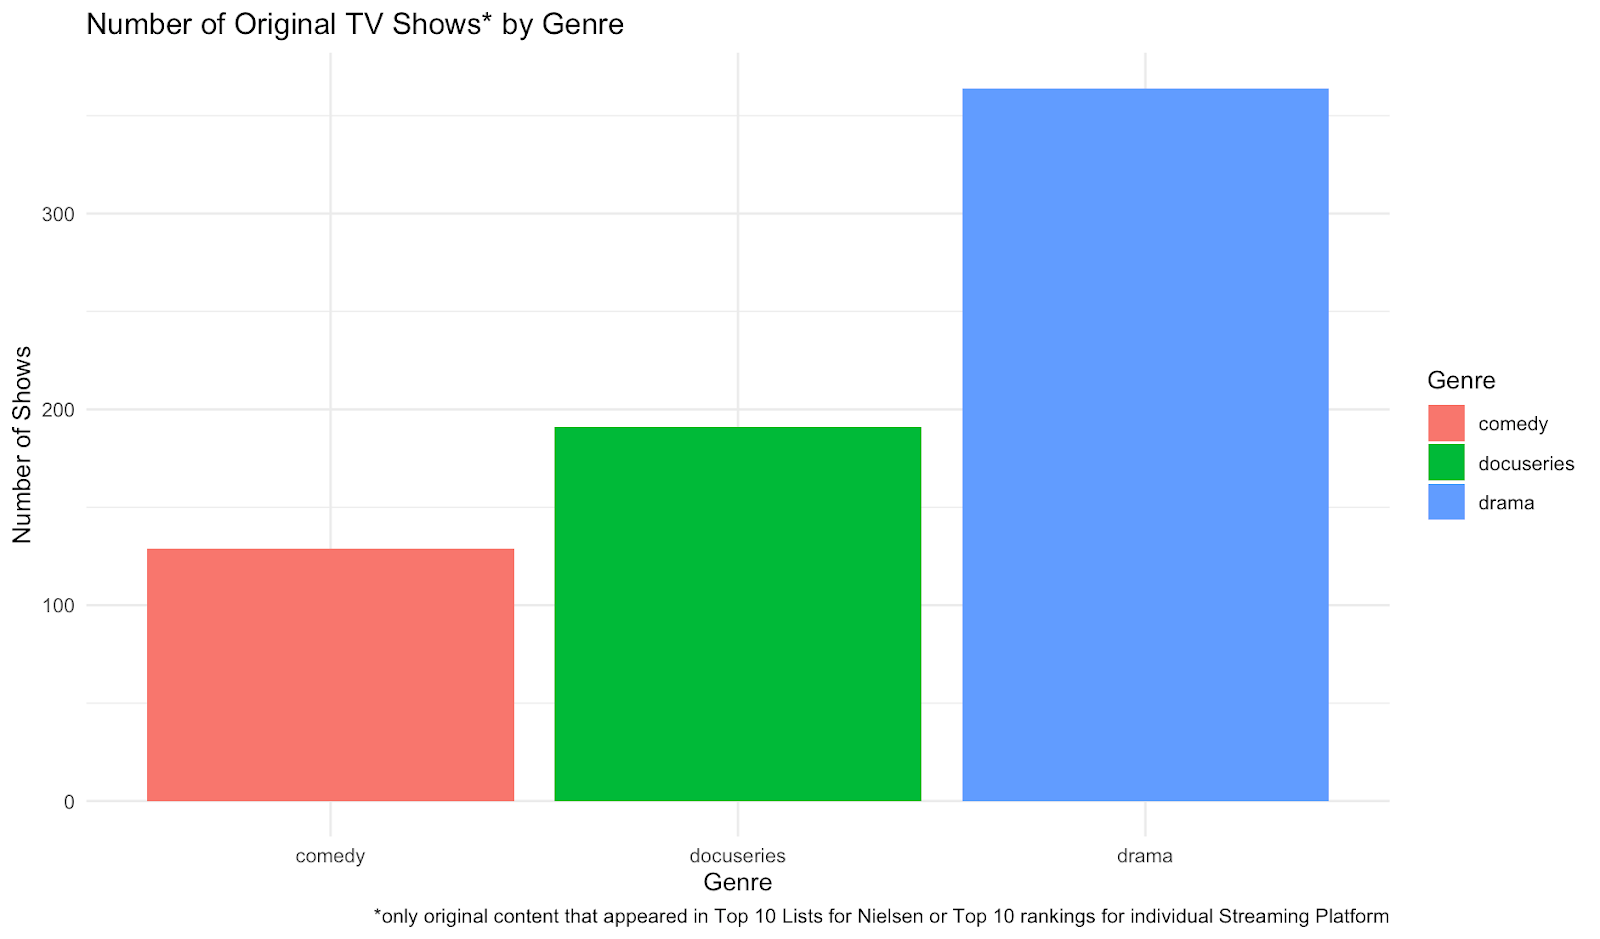 Number of Original TV Shows* by Genre
Number of Shows
300
200
100
0
comedy
docuseries
drama
Genre
Genre
comedy
docuseries
drama
*only original content that appeared in Top 10 Lists for Nielsen or Top 10 rankings for individual Streaming Platform